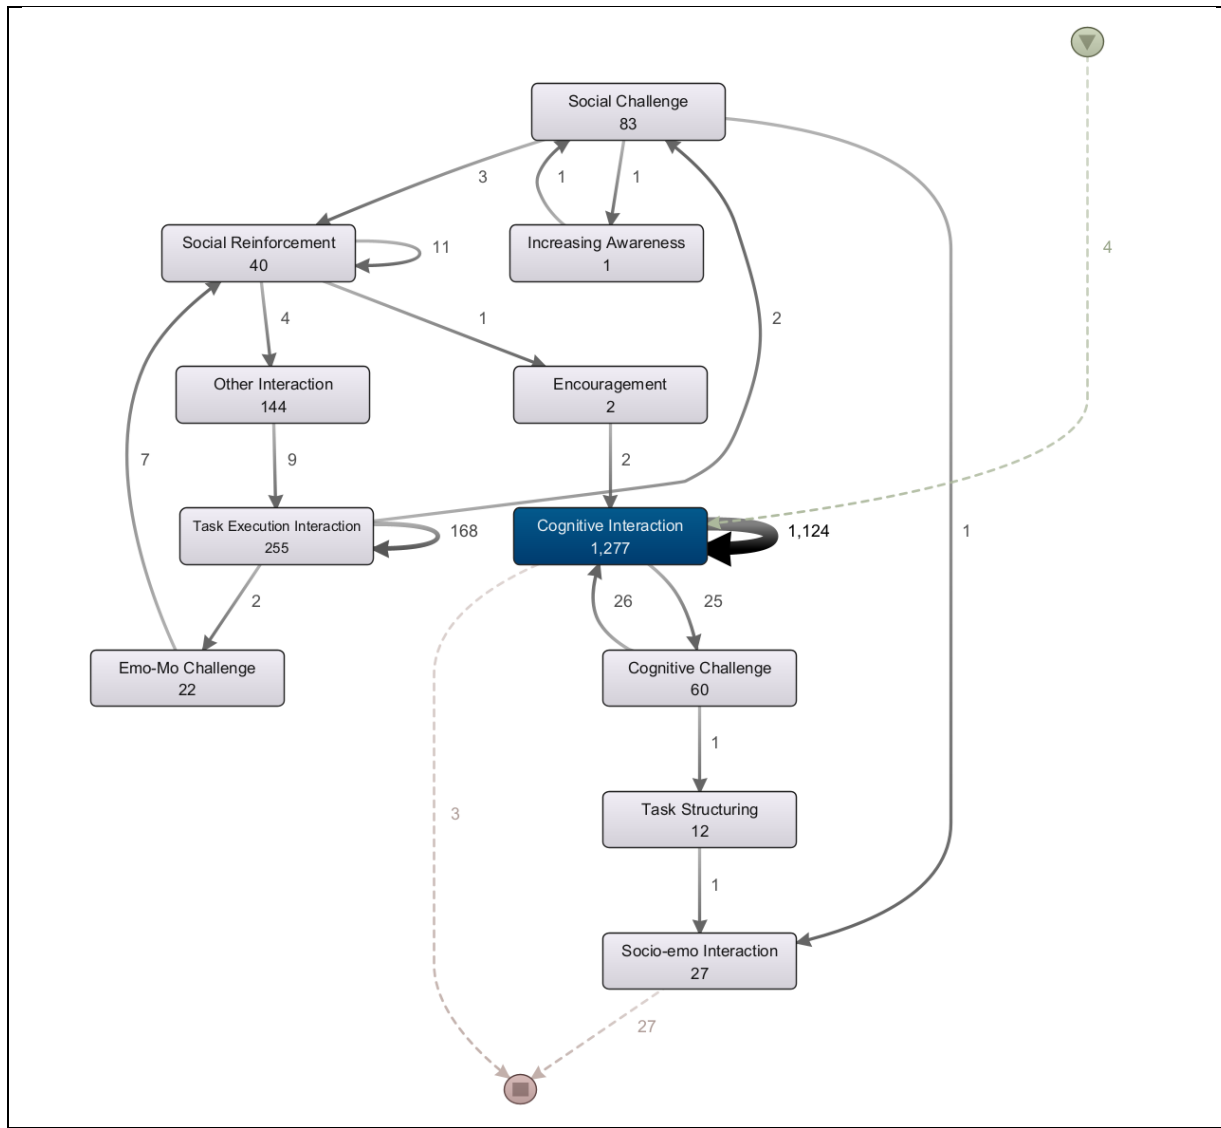 Social Challenge
83
3
1
1
Social Reinforcement
40
11
Increasing Awareness
1
4
4
1
2
Other Interaction
144
Encouragement
2
7
9
2
Task Execution Interaction
255
168
Cognitive Interaction
1,277
1,124
1
2
26
25
Emo-Mo Challenge
22
Cognitive Challenge
60
1
Task Structuring
12
3
1
Socio-emo Interaction
27
27